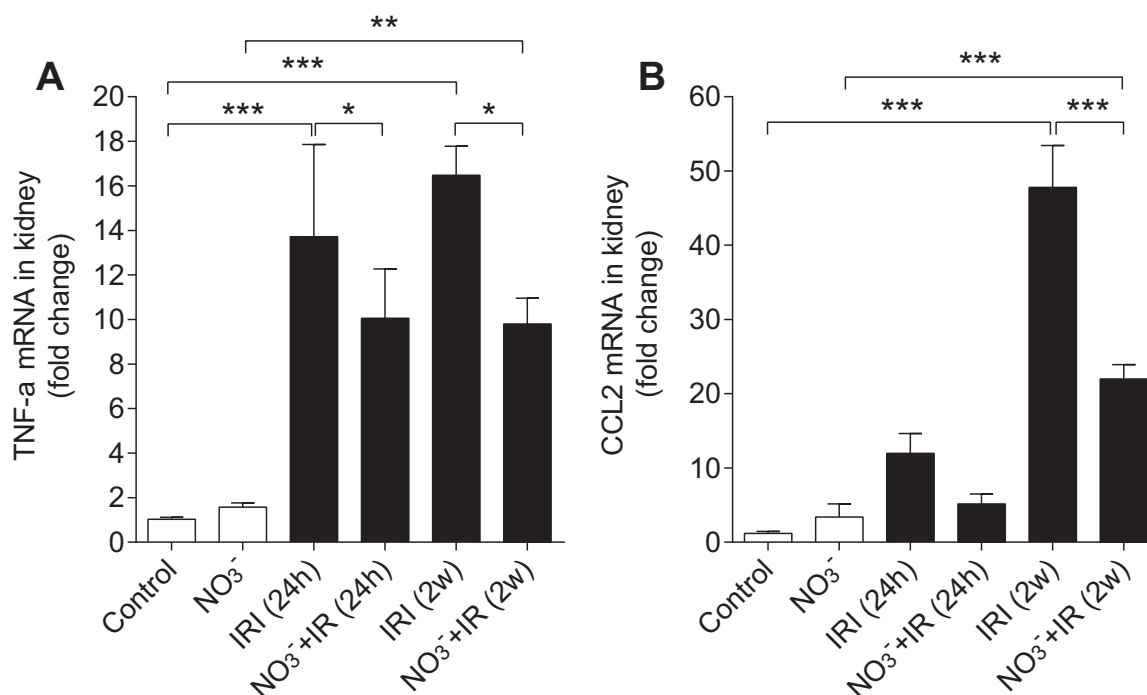 A
TNF-a mRNA in kidney
(fold change)
20
18
16
14
12
10
8
6
4
2
0
**
***
***
*
*
Control
NO₃⁻
IRI (24h)
NO₃⁻+IR (24h)
IRI (2w)
NO₃⁻+IR (2w)
B
CCL2 mRNA in kidney
(fold change)
60
50
40
30
20
10
0
***
***
***
Control
NO₃⁻
IRI (24h)
NO₃⁻+IR (24h)
IRI (2w)
NO₃⁻+IR (2w)